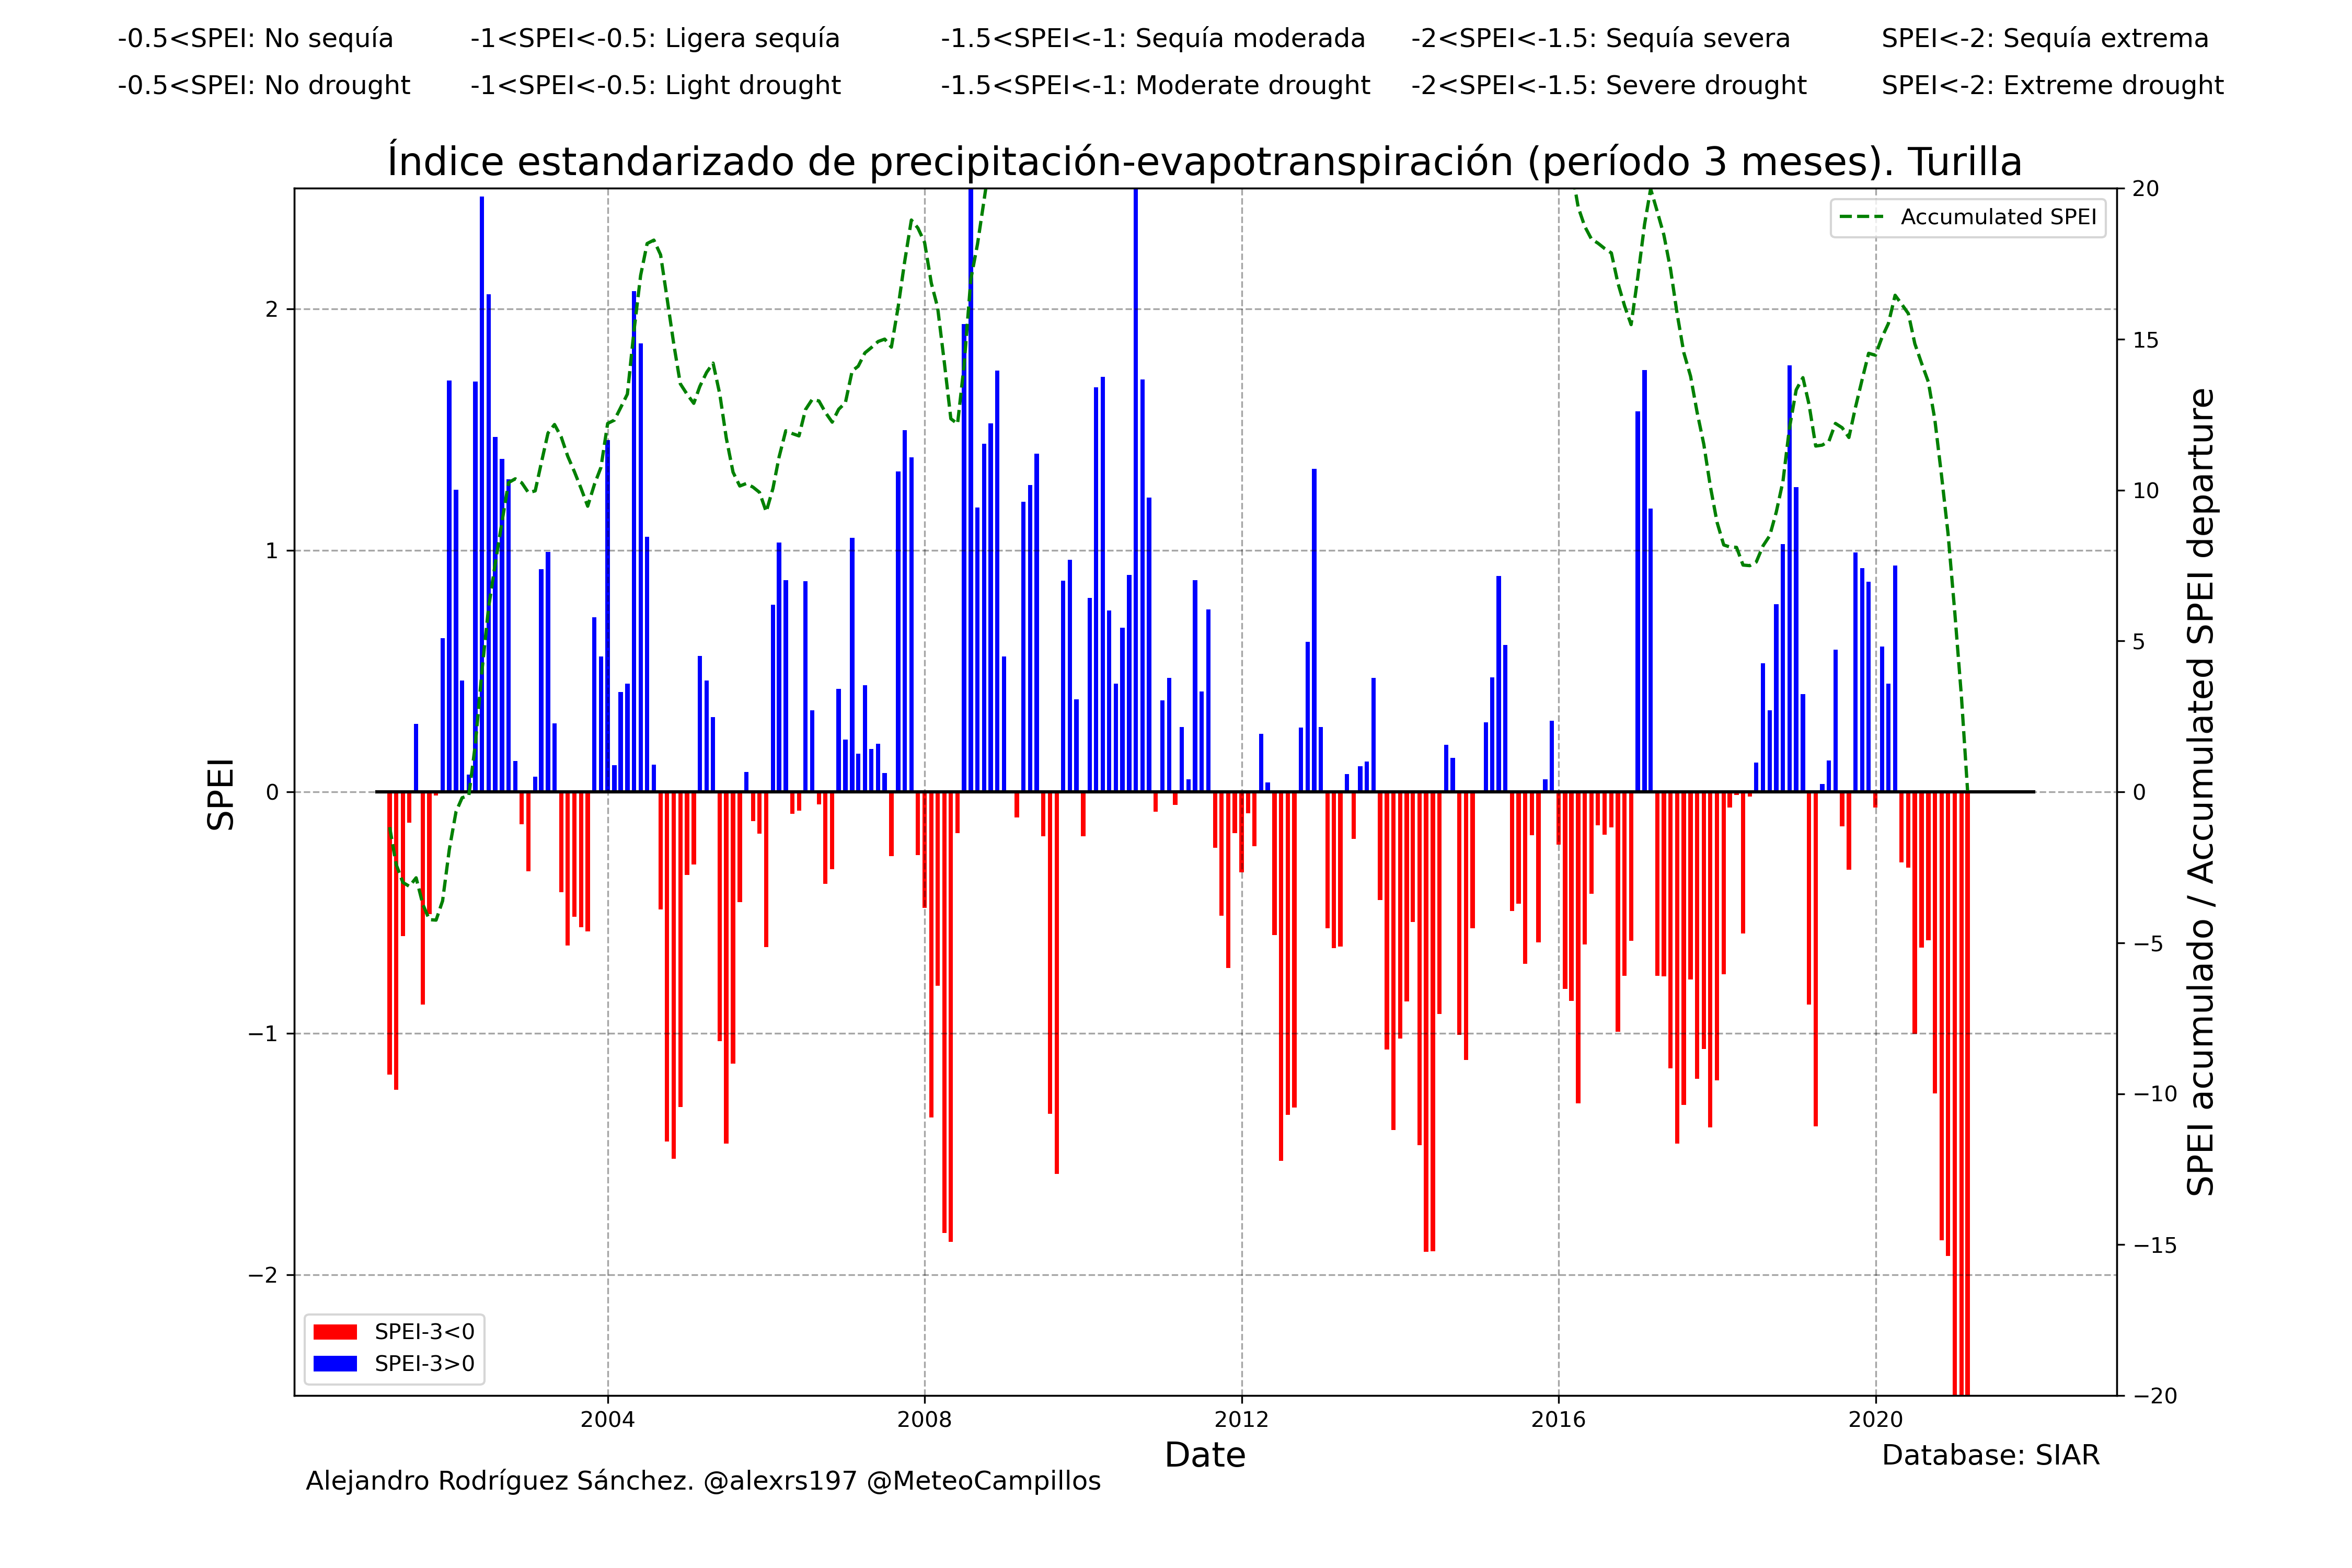 -0.5<SPEI: No sequía -1<SPEI<-0.5: Ligera sequía -1.5<SPEI<-1: Sequía moderada -2<SPEI<-1.5: Sequía severa SPEI<-2: Sequía extrema
-0.5<SPEI: No drought -1<SPEI<-0.5: Light drought -1.5<SPEI<-1: Moderate drought -2<SPEI<-1.5: Severe drought SPEI<-2: Extreme drought
Índice estandarizado de precipitación-evapotranspiración (período 3 meses). Turilla
Accumulated SPEI
SPEI
2
1
0
−1
−2
20
15
10
5
0
−5
−10
−15
−20
SPEI acumulado / Accumulated SPEI departure
SPEI-3<0
SPEI-3>0
2004 2008 2012 2016 2020
Date
Database: SIAR
Alejandro Rodríguez Sánchez. @alexrs197 @MeteoCampillos